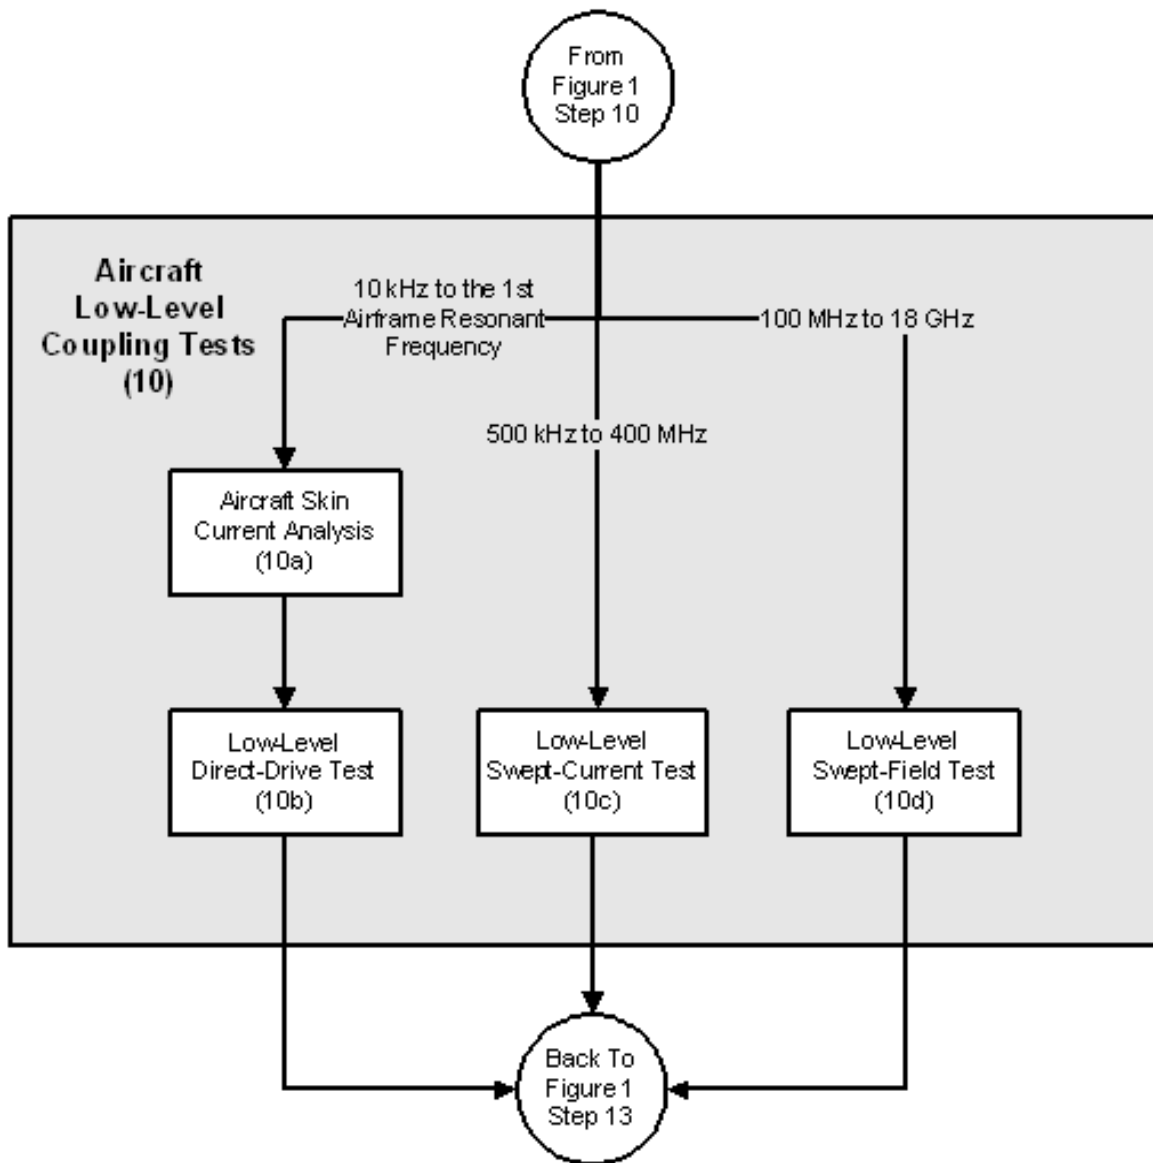 From
Figure 1
Step 10
Aircraft
Low-Level
Coupling Tests
(10)
10 kHz to the 1st
Airframe Resonant
Frequency
100 MHz to 18 GHz
500 kHz to 400 MHz
Aircraft Skin
Current Analysis
(10a)
Low-Level
Direct-Drive Test
(10b)
Low-Level
Swept-Current Test
(10c)
Low-Level
Swept-Field Test
(10d)
Back To
Figure 1
Step 13